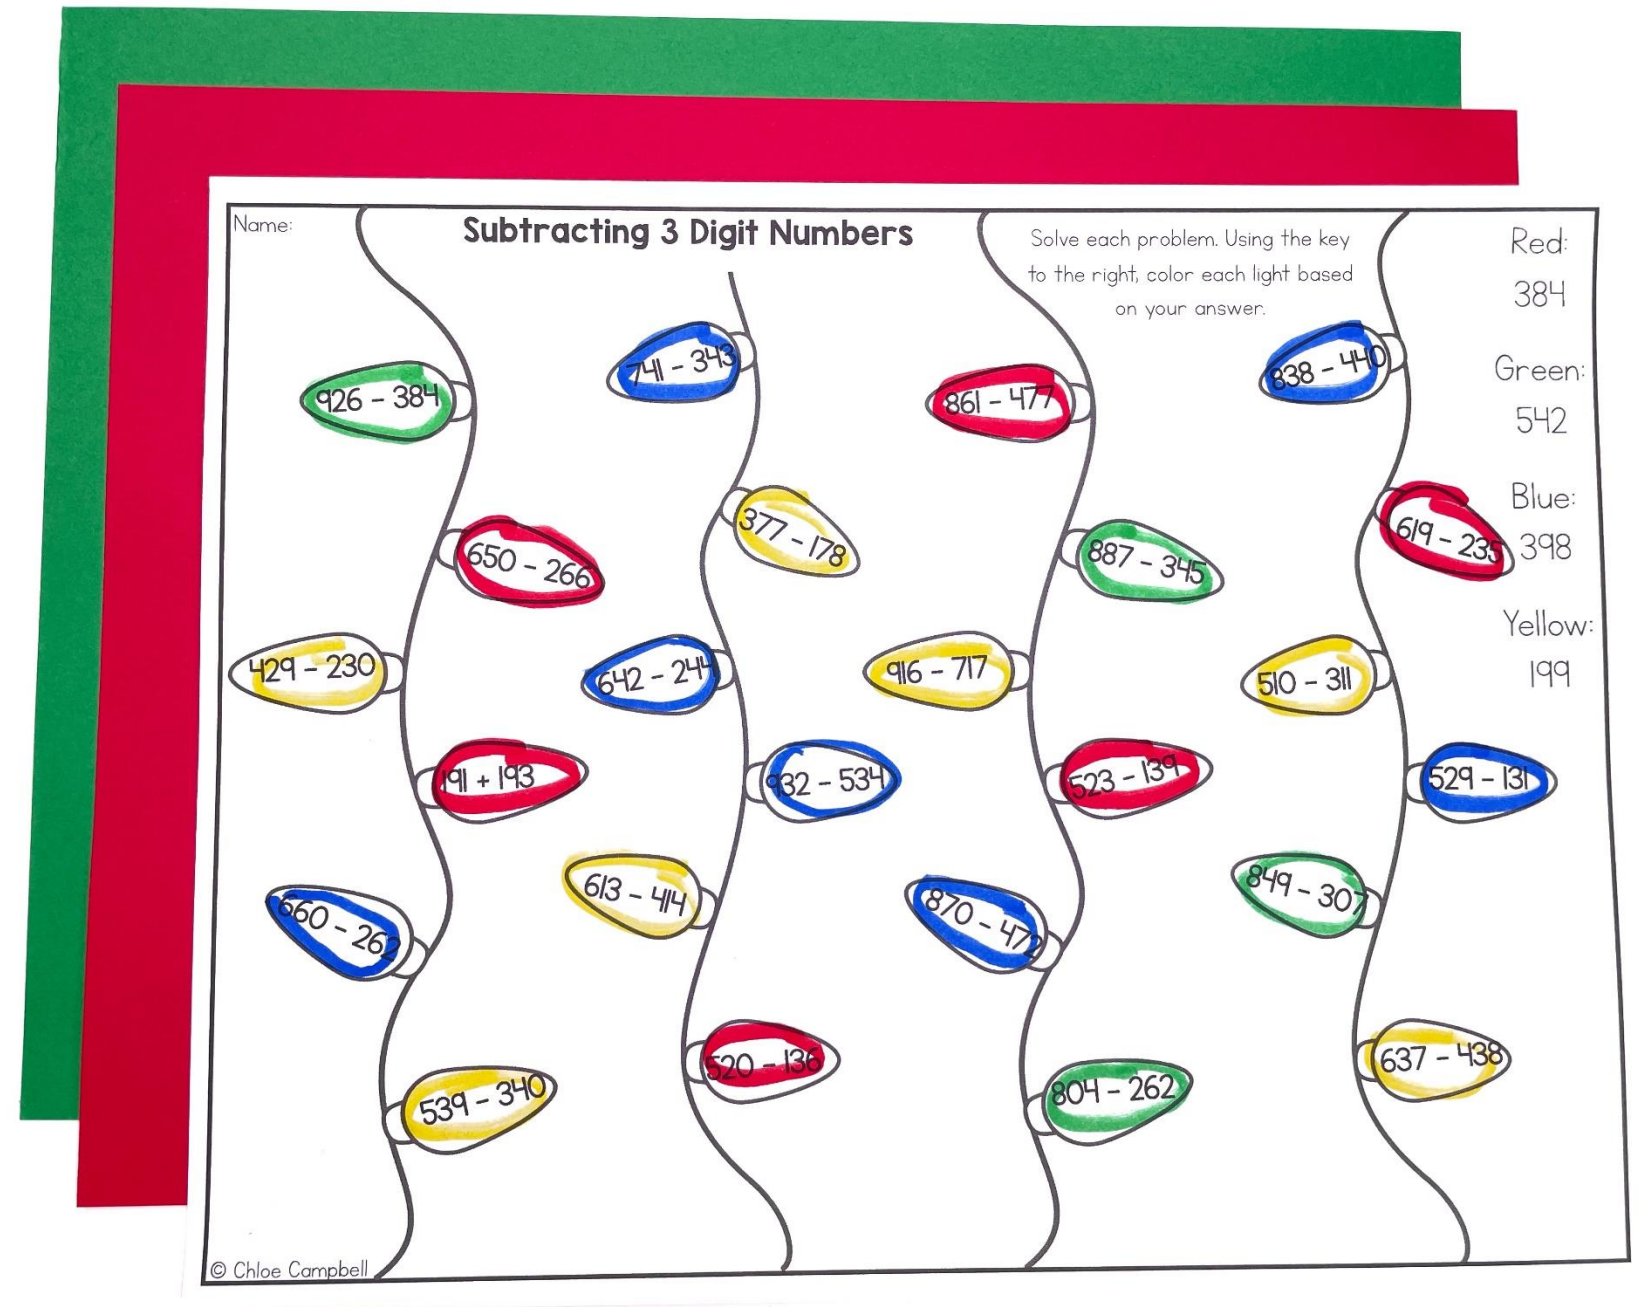 Name:
Subtracting 3 Digit Numbers
Solve each problem. Using the key
to the right, color each light based
on your answer.
Red:
384
Green:
542
Blue:
398
Yellow:
199
926 - 384
741 - 343
861 - 477
838 - 440
650 - 266
377 - 178
887 - 345
619 - 235
429 - 230
642 - 244
916 - 717
510 - 311
191 + 193
932 - 534
523 - 139
529 - 131
660 - 262
613 - 414
870 - 472
849 - 307
539 - 340
520 - 136
804 - 262
637 - 438
© Chloe Campbell